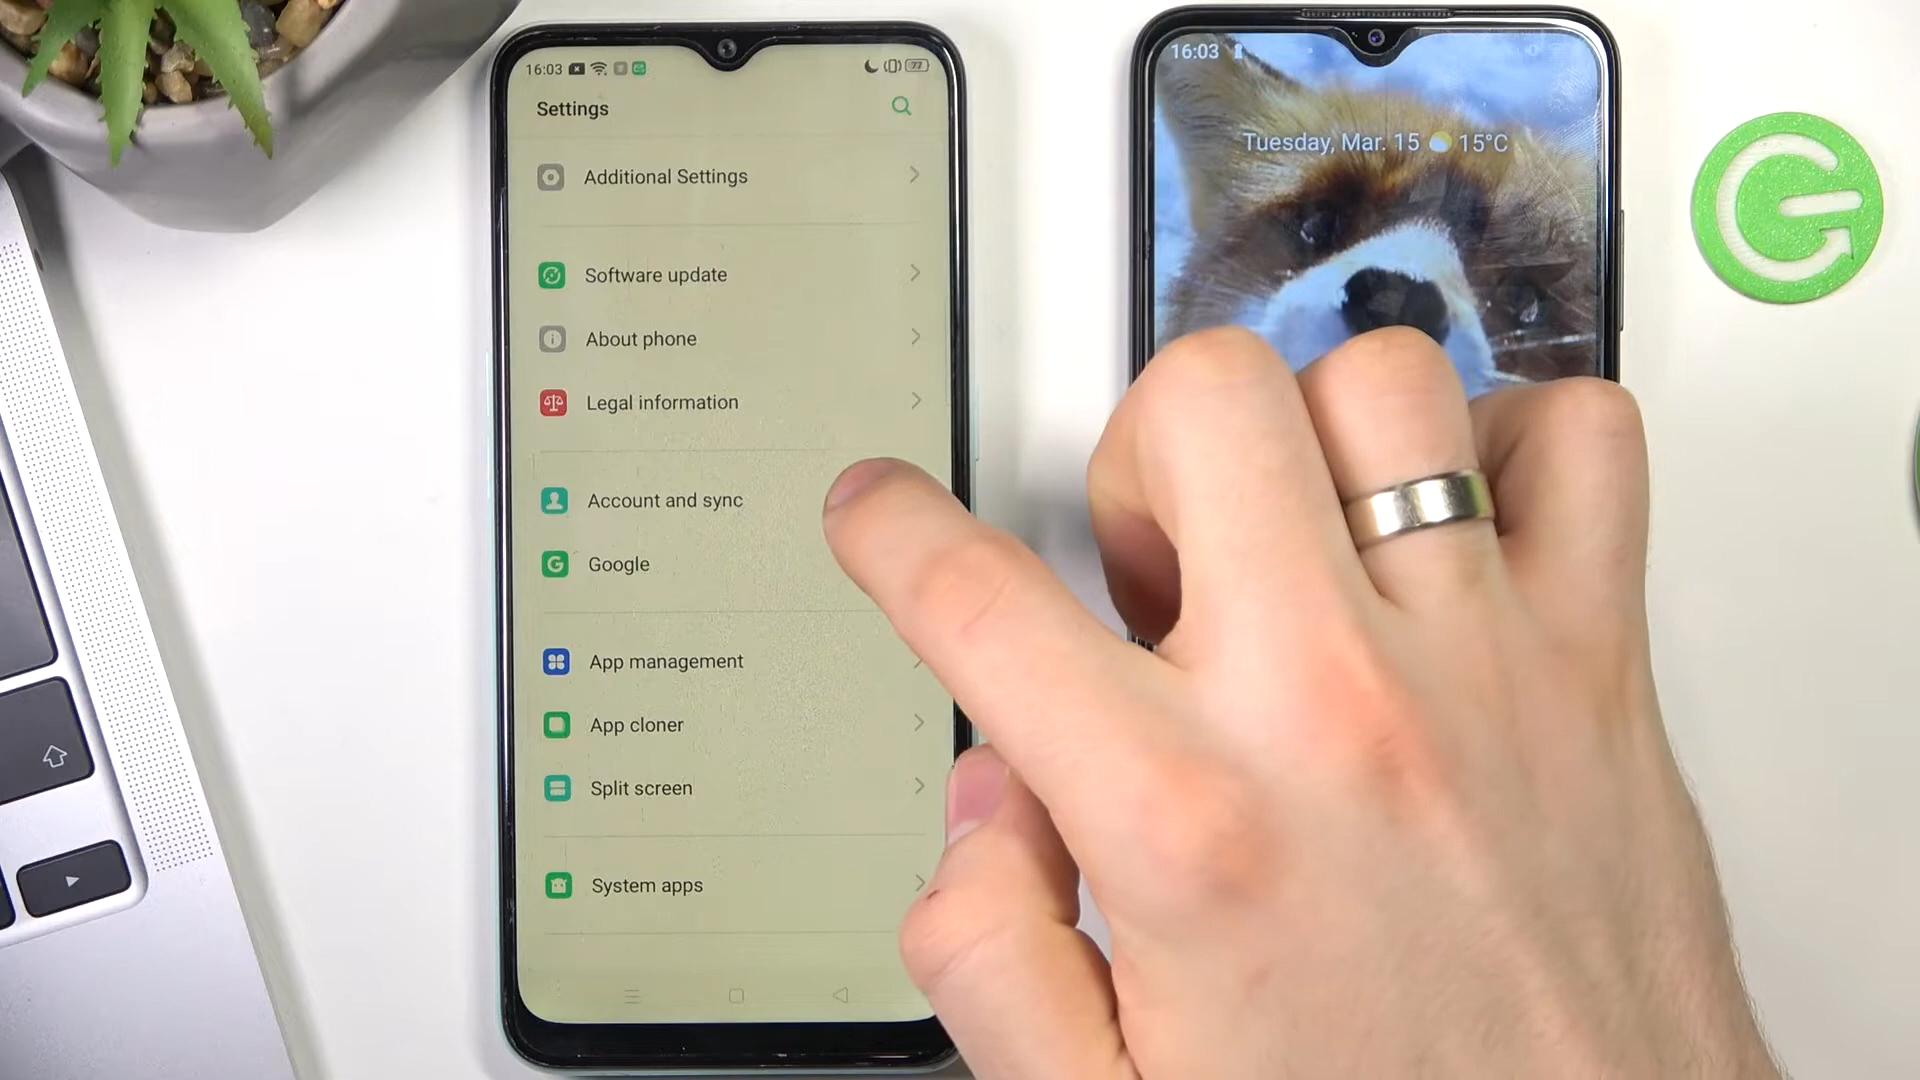 16:03
77
Settings
Additional Settings
Software update
About phone
Legal information
Account and sync
Google
App management
App cloner
Split screen
System apps
16:03
Tuesday, Mar. 15 15°C